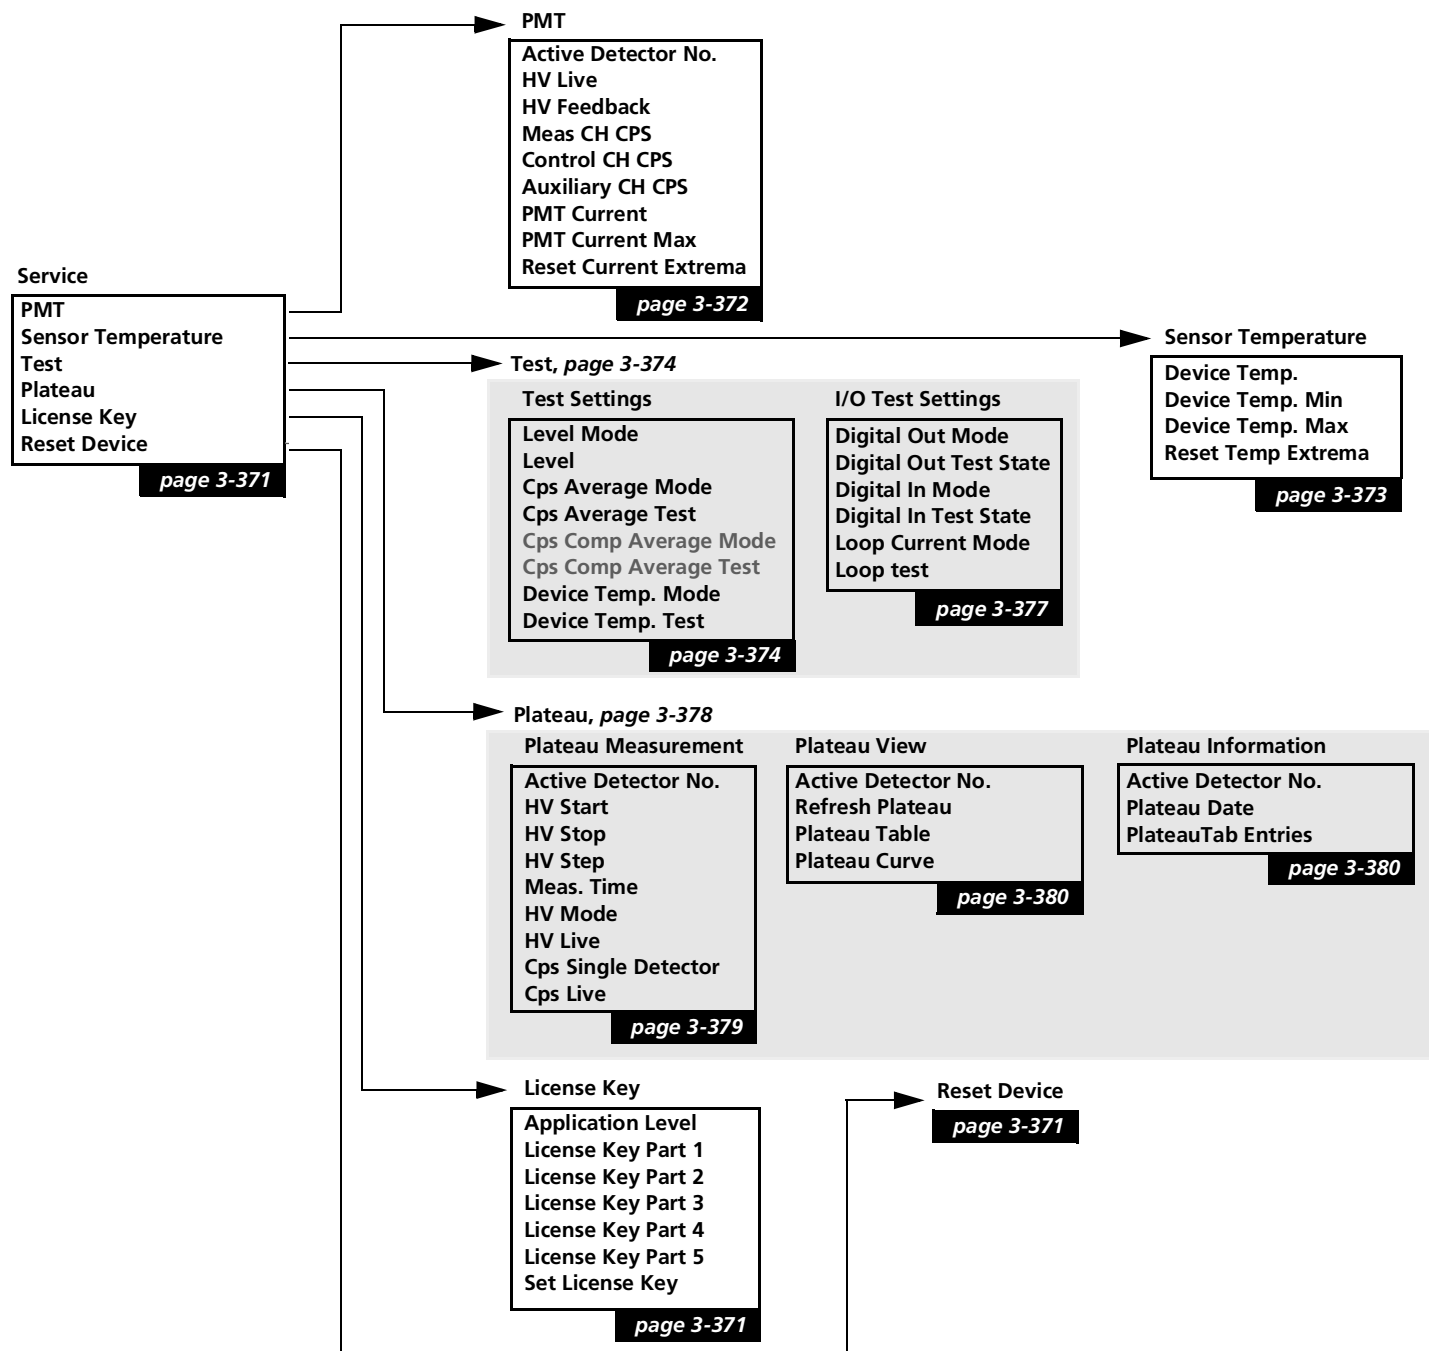 PMT
Active Detector No.
HV Live
HV Feedback
Meas CH CPS
Control CH CPS
Auxiliary CH CPS
PMT Current
PMT Current Max
Reset Current Extrema
page 3-372
Service
PMT
Sensor Temperature
Test
Plateau
License Key
Reset Device
page 3-371
Sensor Temperature
Device Temp.
Device Temp. Min
Device Temp. Max
Reset Temp Extrema
page 3-373
Test, page 3-374
Test Settings
Level Mode
Level
Cps Average Mode
Cps Average Test
Cps Comp Average Mode
Cps Comp Average Test
Device Temp. Mode
Device Temp. Test
page 3-374
I/O Test Settings
Digital Out Mode
Digital Out Test State
Digital In Mode
Digital In Test State
Loop Current Mode
Loop test
page 3-377
Plateau, page 3-378
Plateau Measurement
Active Detector No.
HV Start
HV Stop
HV Step
Meas. Time
HV Mode
HV Live
Cps Single Detector
Cps Live
page 3-379
Plateau View
Active Detector No.
Refresh Plateau
Plateau Table
Plateau Curve
page 3-380
Plateau Information
Active Detector No.
Plateau Date
PlateauTab Entries
page 3-380
License Key
Application Level
License Key Part 1
License Key Part 2
License Key Part 3
License Key Part 4
License Key Part 5
Set License Key
page 3-371
Reset Device
page 3-371